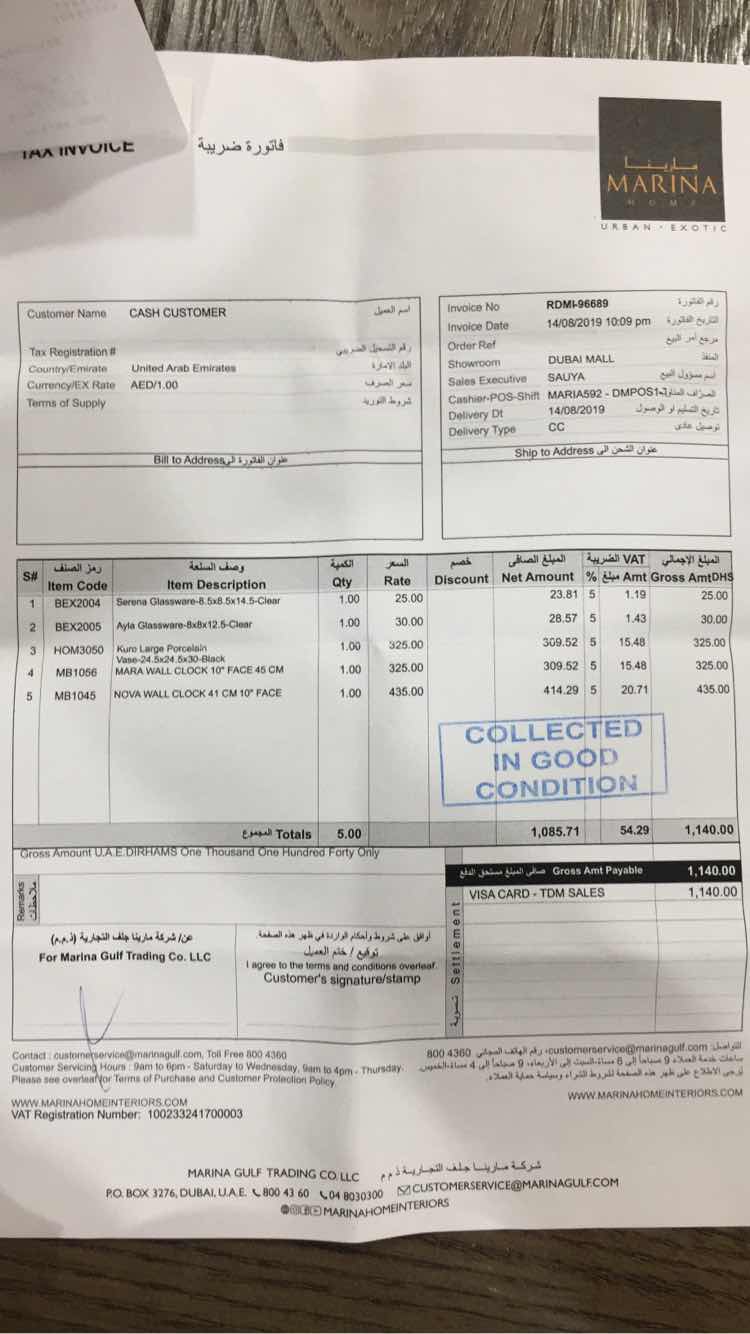 TAX INVOICE فاتورة ضريبة
مارينا
MARINA
HOME
URBAN · EXOTIC
Customer Name CASH CUSTOMER اسم العميل
Tax Registration # رقم التسجيل الضريبي
Country/Emirate United Arab Emirates البلد الامارة
Currency/EX Rate AED/1.00 سعر الصرف
Terms of Supply شروط التوريد
Bill to Address عنوان الفاتورة الى
Invoice No RDMI-96689 رقم الفاتورة
Invoice Date 14/08/2019 10:09 pm التاريخ الفاتورة
Order Ref مرجع أمر البيع
Showroom DUBAI MALL المنفذ
Sales Executive SAUYA اسم مسؤول البيع
Cashier-POS-Shift MARIA592 - DMPOS1-
Delivery Dt 14/08/2019 تاريخ التسليم او الوصول
Delivery Type CC توصيل عادى
Ship to Address عنوان الشحن الى
S# رمز الصنف وصف السلعة الكمية السعر خصم المبلغ الصافى الضريبة VAT المبلغ الإجمالي
Item Code Item Description Qty Rate Discount Net Amount % مبلغ Amt Gross AmtDHS
1 BEX2004 Serena Glassware-8.5x8.5x14.5-Clear 1.00 25.00 23.81 5 1.19 25.00
2 BEX2005 Ayla Glassware-8x8x12.5-Clear 1.00 30.00 28.57 5 1.43 30.00
3 HOM3050 Kuro Large Porcelain 1.00 325.00 309.52 5 15.48 325.00
Vase-24.5x24.5x30-Black
4 MB1056 MARA WALL CLOCK 10" FACE 45 CM 1.00 325.00 309.52 5 15.48 325.00
5 MB1045 NOVA WALL CLOCK 41 CM 10" FACE 1.00 435.00 414.29 5 20.71 435.00
COLLECTED
IN GOOD
CONDITION
المجموع Totals 5.00 1,085.71 54.29 1,140.00
Gross Amount U.A.E.DIRHAMS One Thousand One Hundred Forty Only
صافى المبلغ مستحق الدفع Gross Amt Payable 1,140.00
VISA CARD - TDM SALES 1,140.00
Remarks ملاحظات
Settlement تسوية
عن/ شركة مارينا جلف التجارية (ذ.م.م)
For Marina Gulf Trading Co. LLC
أوافق على شروط وأحكام الواردة في ظهر هذه الصفحة.
توقيع / ختم العميل
I agree to the terms and conditions overleaf.
Customer's signature/stamp
Contact : customerservice@marinagulf.com, Toll Free 800 4360
Customer Servicing Hours : 9am to 6pm - Saturday to Wednesday, 9am to 4pm - Thursday.
Please see overleaf for Terms of Purchase and Customer Protection Policy.
WWW.MARINAHOMEINTERIORS.COM
VAT Registration Number: 100233241700003
للتواصل: customerservice@marinagulf.com، رقم الهاتف المجاني 4360 800
ساعات خدمة العملاء 9 صباحاً إلى 6 مساءً-السبت إلى الأربعاء، 9 صباحاً إلى 4 مساءً-الخميس.
يُرجى الاطلاع على ظهر هذه الصفحة لشروط الشراء وسياسة حماية العملاء.
WWW.MARINAHOMEINTERIORS.COM
MARINA GULF TRADING CO. LLC شركة مارينا جلف التجارية ذ م م
P.O. BOX 3276, DUBAI, U.A.E. 800 43 60 04 8030300 CUSTOMERSERVICE@MARINAGULF.COM
MARINAHOMEINTERIORS